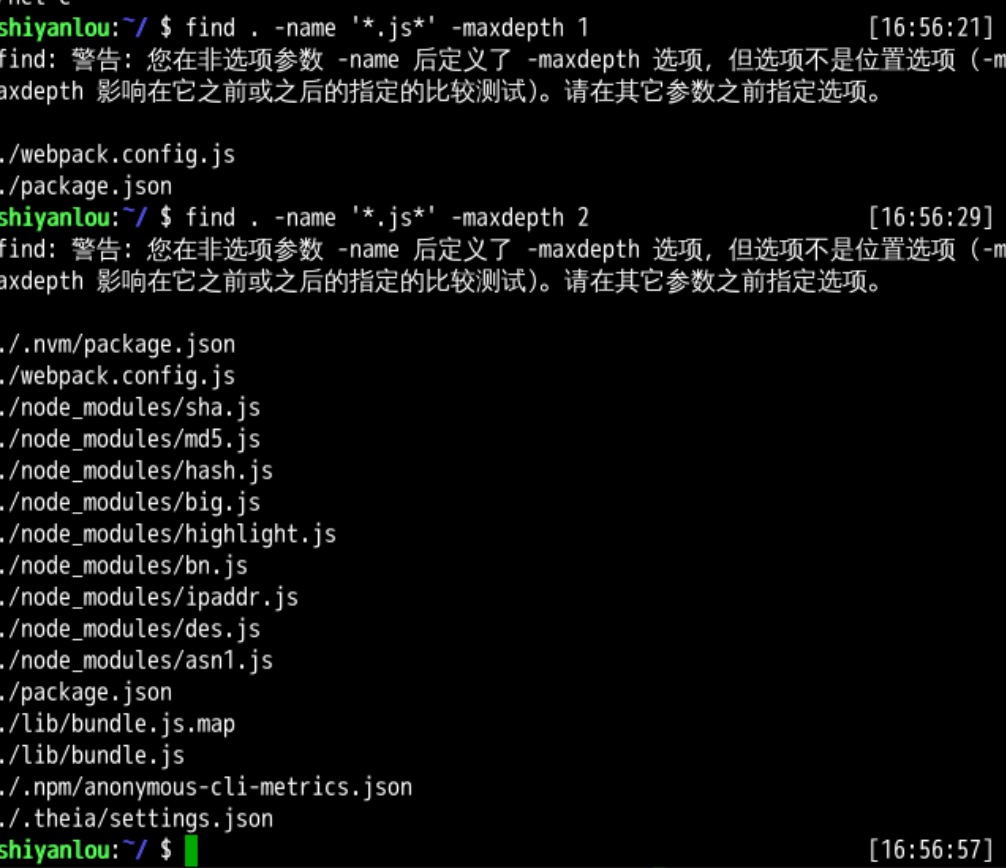 shiyanlou:~/ $ find . -name '*.js*' -maxdepth 1 [16:56:21]
find: 警告: 您在非选项参数 -name 后定义了 -maxdepth 选项, 但选项不是位置选项 (-m
axdepth 影响在它之前或之后的指定的比较测试)。请在其它参数之前指定选项。
./webpack.config.js
./package.json
shiyanlou:~/ $ find . -name '*.js*' -maxdepth 2 [16:56:29]
find: 警告: 您在非选项参数 -name 后定义了 -maxdepth 选项, 但选项不是位置选项 (-m
axdepth 影响在它之前或之后的指定的比较测试)。请在其它参数之前指定选项。
./.nvm/package.json
./webpack.config.js
./node_modules/sha.js
./node_modules/md5.js
./node_modules/hash.js
./node_modules/big.js
./node_modules/highlight.js
./node_modules/bn.js
./node_modules/ipaddr.js
./node_modules/des.js
./node_modules/asn1.js
./package.json
./lib/bundle.js.map
./lib/bundle.js
./.npm/anonymous-cli-metrics.json
./.theia/settings.json
shiyanlou:~/ $ [16:56:57]